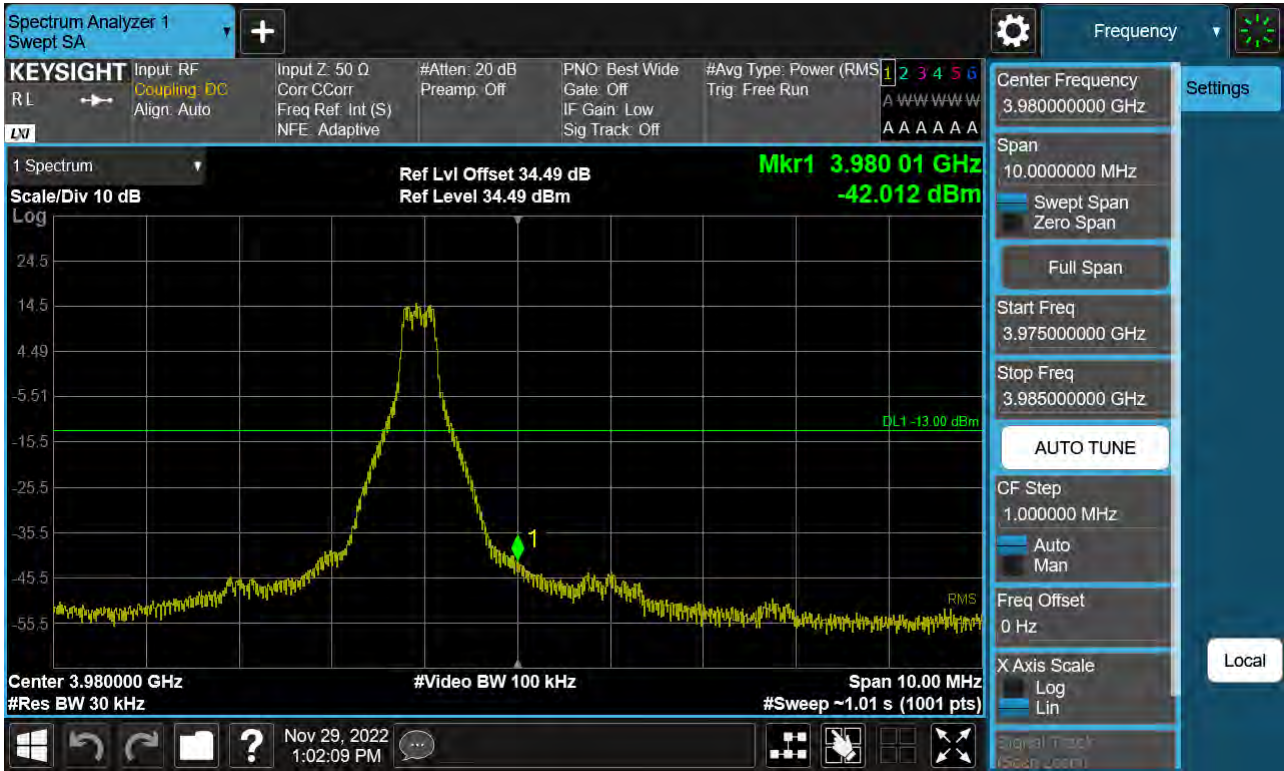 Spectrum Analyzer 1
Swept SA
Frequency
KEYSIGHT
RL
LXI
Input: RF
Coupling: DC
Align: Auto
Input Z: 50 Ω
Corr CCorr
Freq Ref: Int (S)
NFE: Adaptive
#Atten: 20 dB
Preamp: Off
PNO: Best Wide
Gate: Off
IF Gain: Low
Sig Track: Off
#Avg Type: Power (RMS
Trig: Free Run
1 2 3 4 5 6
A W W W W W
A A A A A A
1 Spectrum
Scale/Div 10 dB
Log
Ref Lvl Offset 34.49 dB
Ref Level 34.49 dBm
Mkr1 3.980 01 GHz
-42.012 dBm
24.5
14.5
4.49
-5.51
-15.5
-25.5
-35.5
-45.5
-55.5
DL1 -13.00 dBm
1
RMS
Center 3.980000 GHz
#Res BW 30 kHz
#Video BW 100 kHz
Span 10.00 MHz
#Sweep ~1.01 s (1001 pts)
Nov 29, 2022
1:02:09 PM
Center Frequency
3.980000000 GHz
Settings
Span
10.0000000 MHz
Swept Span
Zero Span
Full Span
Start Freq
3.975000000 GHz
Stop Freq
3.985000000 GHz
AUTO TUNE
CF Step
1.000000 MHz
Auto
Man
Freq Offset
0 Hz
X Axis Scale
Log
Lin
Signal Track
(Span Zoom)
Local